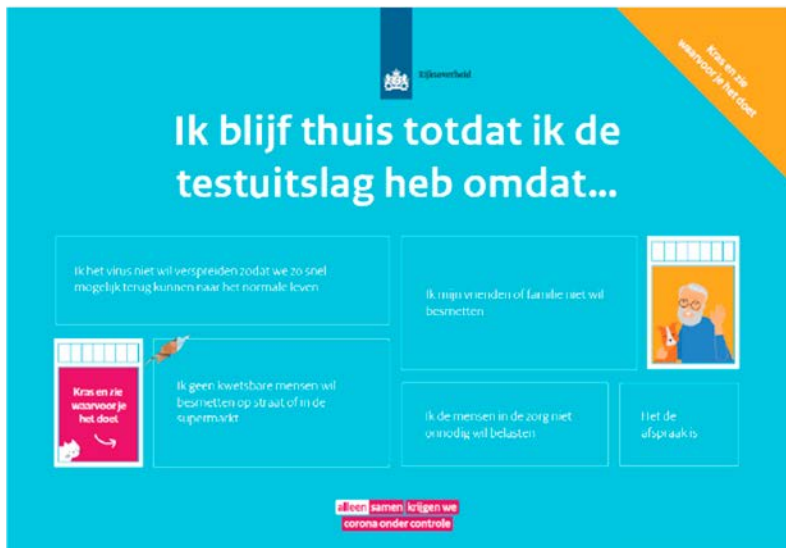 Rijksoverheid
Kras en zie
waarvoor je het doet
Ik blijf thuis totdat ik de
testuitslag heb omdat...
Ik het virus niet wil verspreiden zodat we zo snel
mogelijk terug kunnen naar het normale leven
Ik mijn vrienden of familie niet wil
besmetten
Kras en zie
waarvoor je
het doet
Ik geen kwetsbare mensen wil
besmetten op straat of in de
supermarkt
Ik de mensen in de zorg niet
onnodig wil belasten
Het de
afspraak is
alleen samen krijgen we
corona onder controle